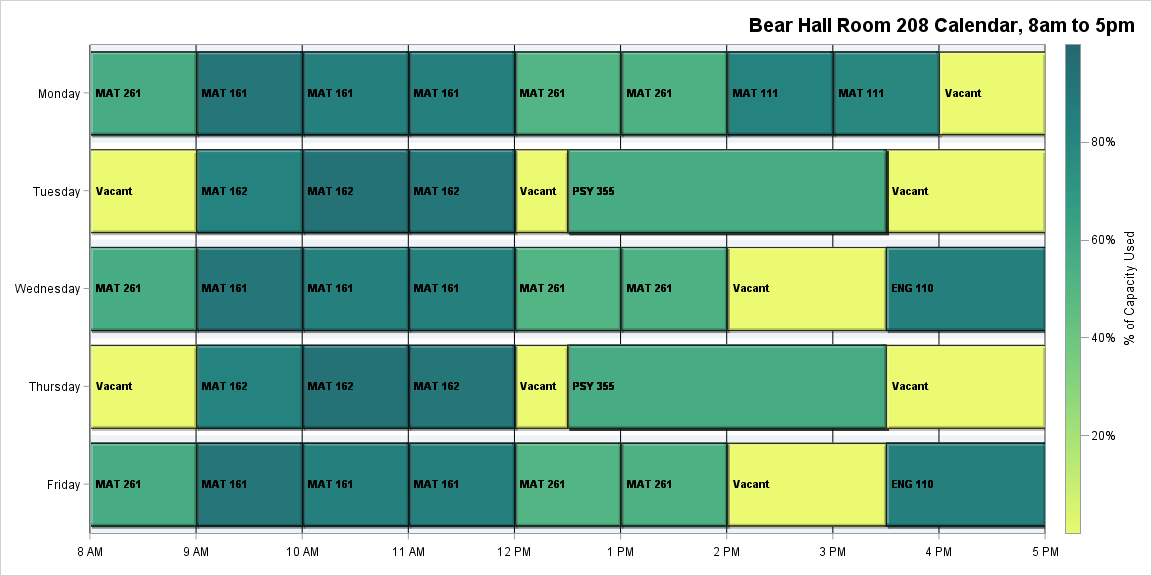 Bear Hall Room 208 Calendar, 8am to 5pm
Monday MAT 261 MAT 161 MAT 161 MAT 161 MAT 261 MAT 261 MAT 111 MAT 111 Vacant
Tuesday Vacant MAT 162 MAT 162 MAT 162 Vacant PSY 355 Vacant
Wednesday MAT 261 MAT 161 MAT 161 MAT 161 MAT 261 MAT 261 Vacant ENG 110
Thursday Vacant MAT 162 MAT 162 MAT 162 Vacant PSY 355 Vacant
Friday MAT 261 MAT 161 MAT 161 MAT 161 MAT 261 MAT 261 Vacant ENG 110
8 AM 9 AM 10 AM 11 AM 12 PM 1 PM 2 PM 3 PM 4 PM 5 PM
80%
60%
40%
20%
% of Capacity Used